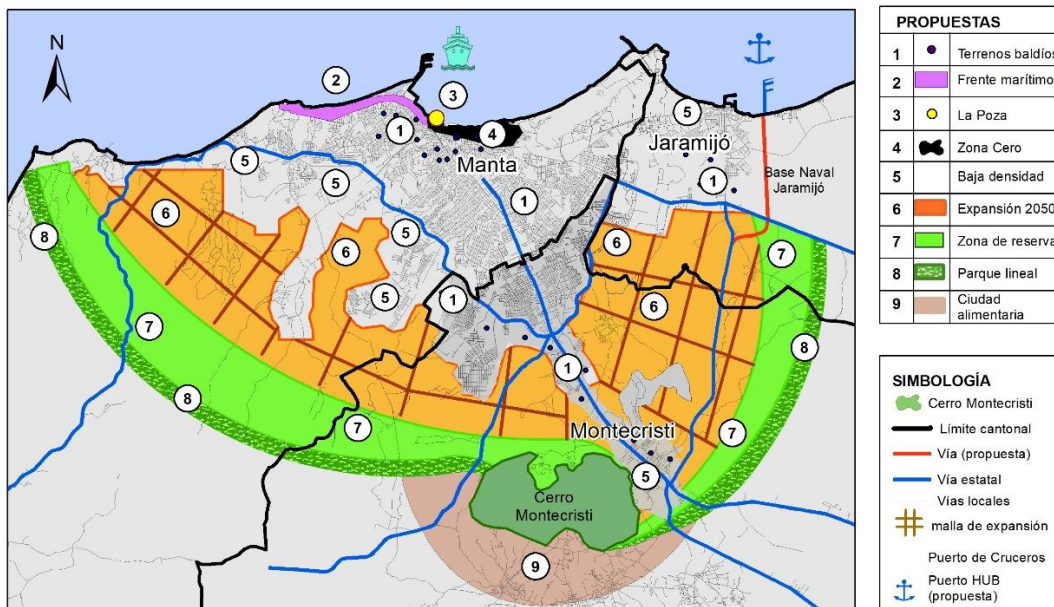 N
2
3
1
4
5
Manta
Jaramijó
5
Base Naval
Jaramijó
1
5
5
1
6
5
6
6
7
8
5
1
6
7
8
1
8
7
7
Montecristi
5
Cerro
Montecristi
9
PROPUESTAS
1 Terrenos baldíos
2 Frente marítimo
3 La Poza
4 Zona Cero
5 Baja densidad
6 Expansión 2050
7 Zona de reserva
8 Parque lineal
9 Ciudad
alimentaria
SIMBOLOGÍA
Cerro Montecristi
Límite cantonal
Vía (propuesta)
Vía estatal
Vías locales
malla de expansión
Puerto de Cruceros
Puerto HUB
(propuesta)